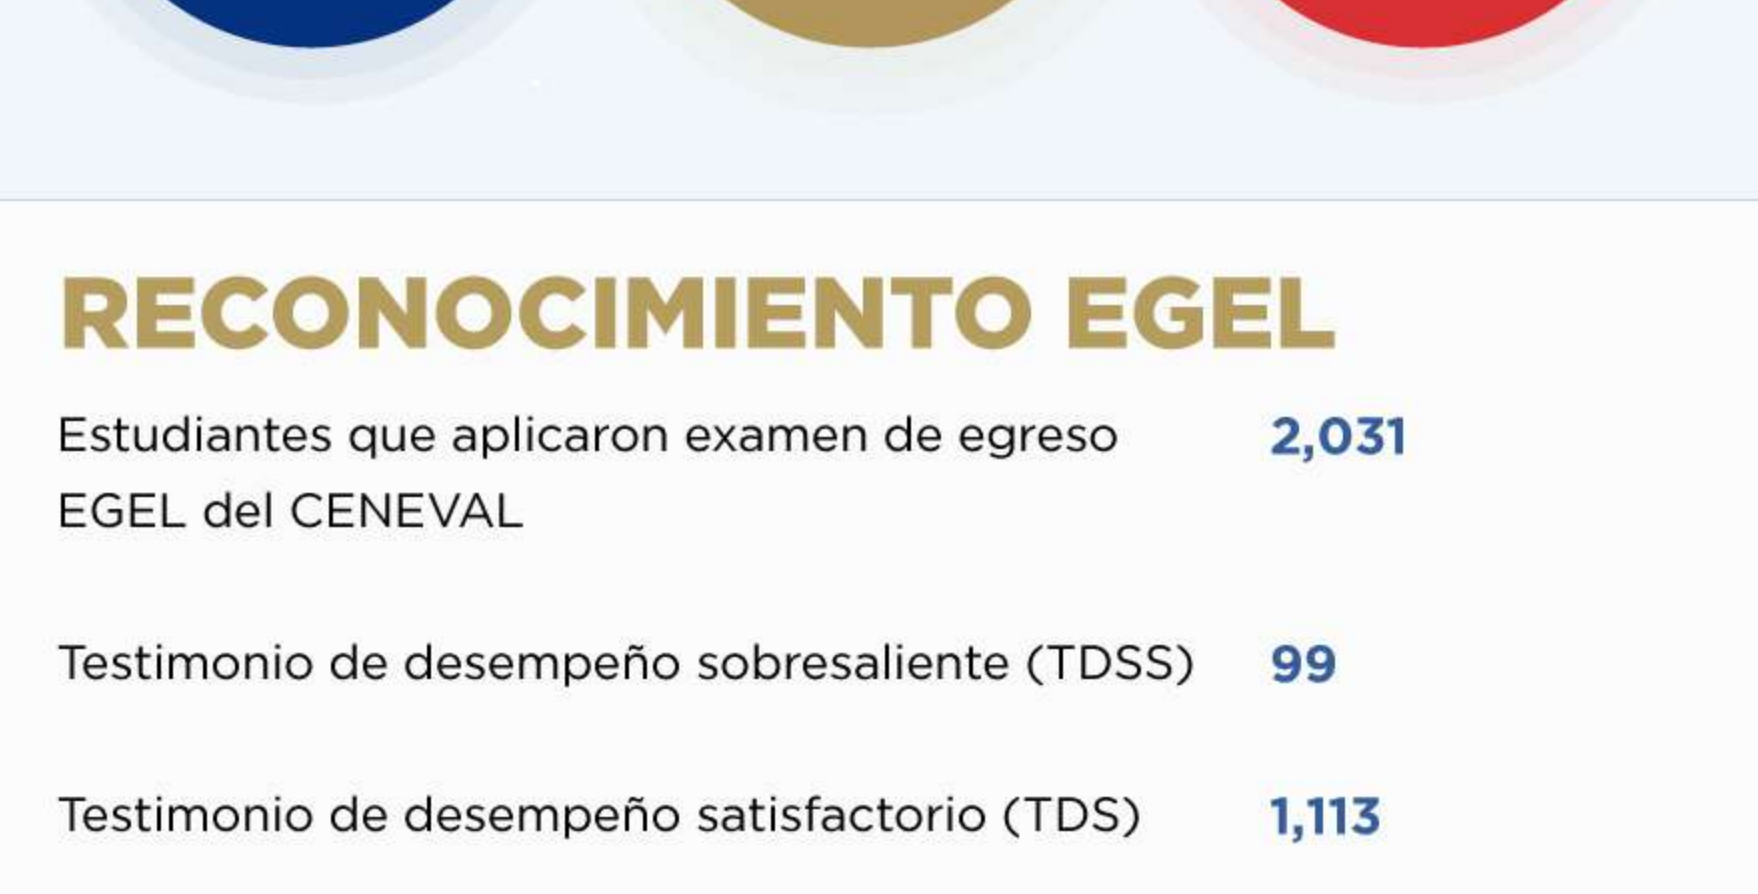 RECONOCIMIENTO EGEL
Estudiantes que aplicaron examen de egreso 2,031
EGEL del CENEVAL
Testimonio de desempeño sobresaliente (TDSS) 99
Testimonio de desempeño satisfactorio (TDS) 1,113